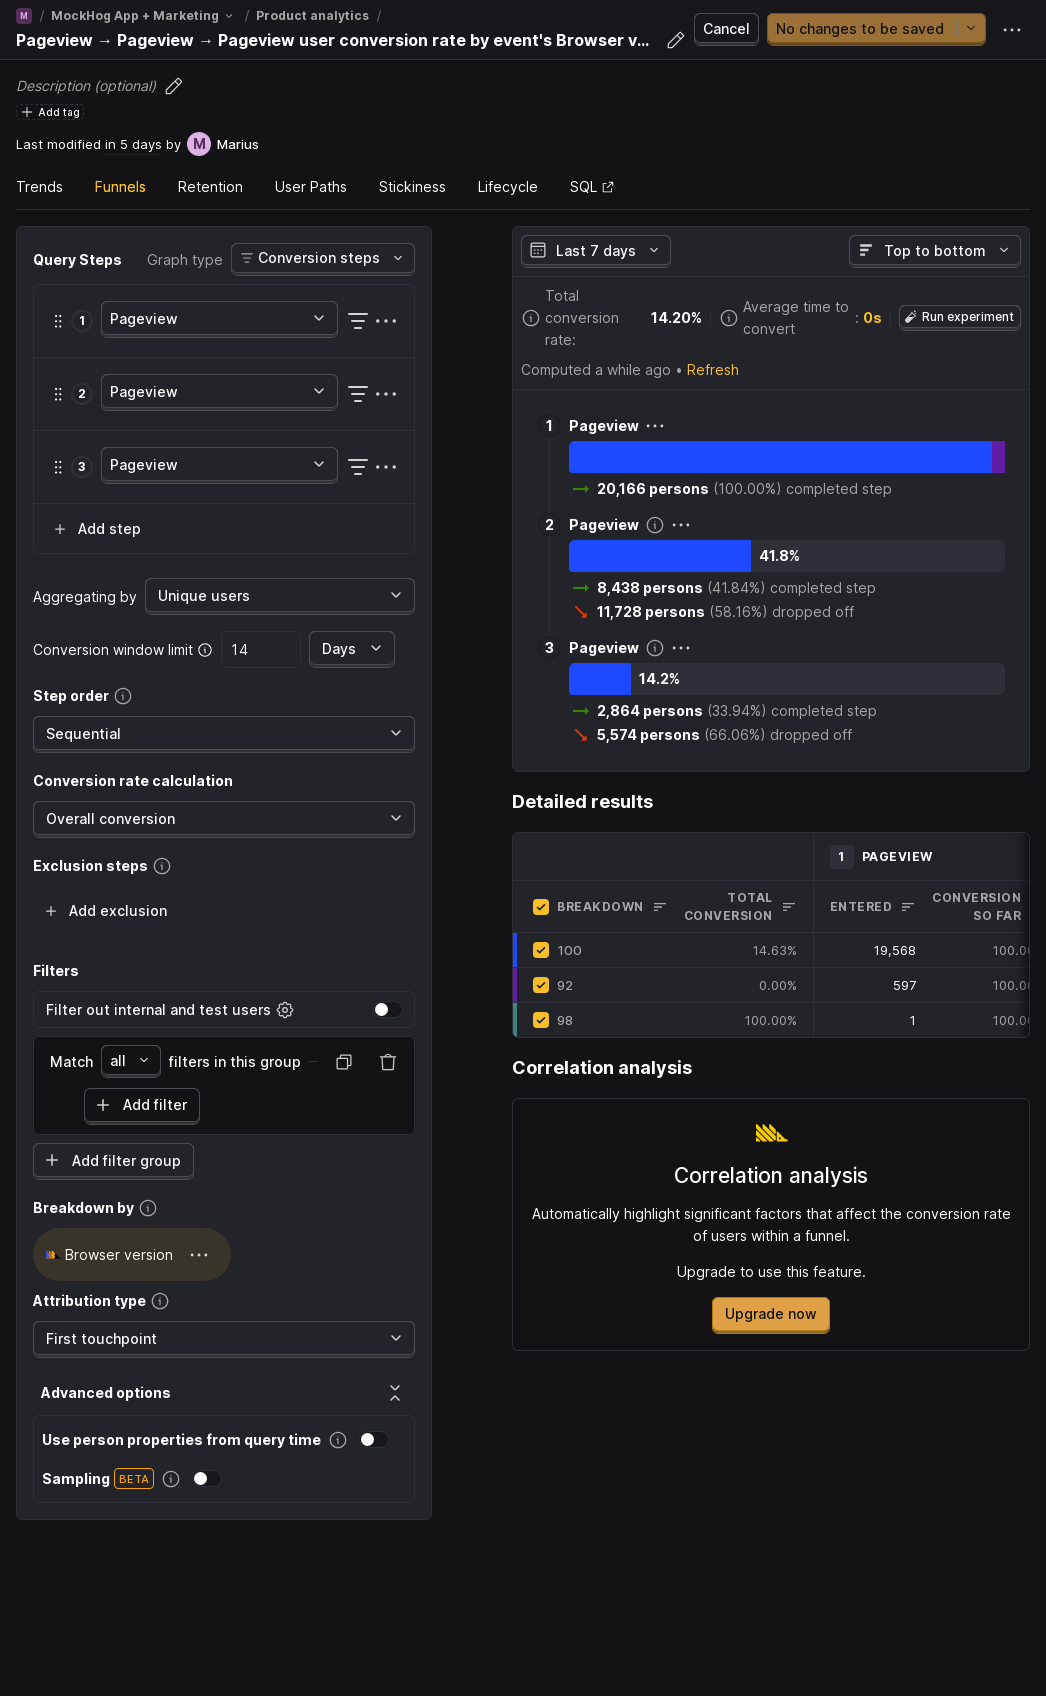 M / MockHog App + Marketing / Product analytics /
Pageview → Pageview → Pageview user conversion rate by event's Browser v...
Cancel
No changes to be saved
Description (optional)
Add tag
Last modified in 5 days by M Marius
Trends Funnels Retention User Paths Stickiness Lifecycle SQL
Query Steps Graph type Conversion steps
1 Pageview
2 Pageview
3 Pageview
Add step
Aggregating by Unique users
Conversion window limit 14 Days
Step order
Sequential
Conversion rate calculation
Overall conversion
Exclusion steps
Add exclusion
Filters
Filter out internal and test users
Match all filters in this group
Add filter
Add filter group
Breakdown by
Browser version
Attribution type
First touchpoint
Advanced options
Use person properties from query time
Sampling BETA
Last 7 days Top to bottom
Total conversion rate: 14.20%
Average time to convert : 0s
Run experiment
Computed a while ago • Refresh
1 Pageview
20,166 persons (100.00%) completed step
2 Pageview
41.8%
8,438 persons (41.84%) completed step
11,728 persons (58.16%) dropped off
3 Pageview
14.2%
2,864 persons (33.94%) completed step
5,574 persons (66.06%) dropped off
Detailed results
1 PAGEVIEW
BREAKDOWN TOTAL CONVERSION ENTERED CONVERSION SO FAR
100 14.63% 19,568 100.00
92 0.00% 597 100.00
98 100.00% 1 100.00
Correlation analysis
Correlation analysis
Automatically highlight significant factors that affect the conversion rate
of users within a funnel.
Upgrade to use this feature.
Upgrade now